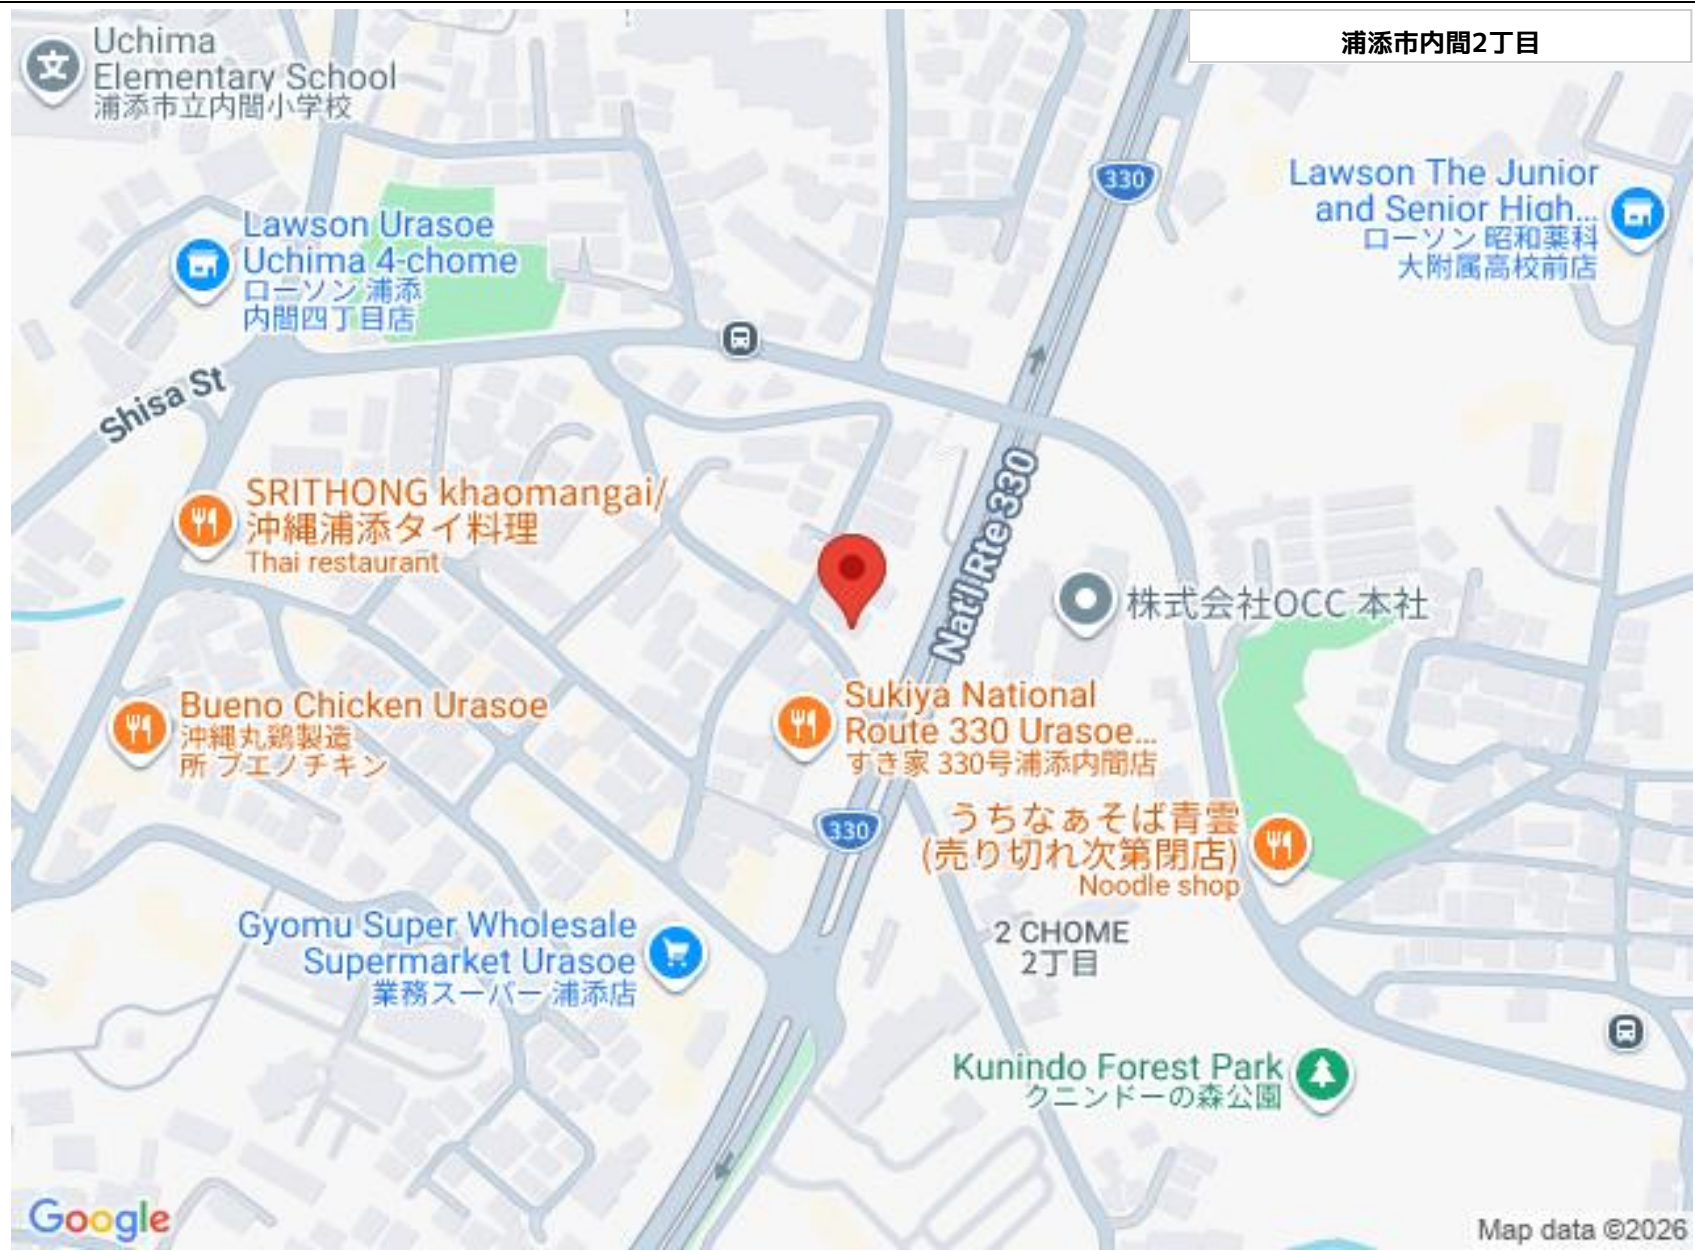 浦添市内間2丁目
Uchima
Elementary School
浦添市立内間小学校
330
Lawson The Junior
and Senior High...
ローソン 昭和薬科
大附属高校前店
Lawson Urasoe
Uchima 4-chome
ローソン 浦添
内間四丁目店
Shisa St
SRITHONG khaomangai/
沖縄浦添タイ料理
Thai restaurant
Nat'l Rte 330
株式会社OCC 本社
Bueno Chicken Urasoe
沖縄丸鶏製造
所 ブエノチキン
Sukiya National
Route 330 Urasoe...
すき家 330号浦添内間店
330
うちなぁそば青雲
(売り切れ次第閉店)
Noodle shop
Gyomu Super Wholesale
Supermarket Urasoe
業務スーパー 浦添店
2 CHOME
2丁目
Kunindo Forest Park
クニンドーの森公園
Google
Map data ©2026